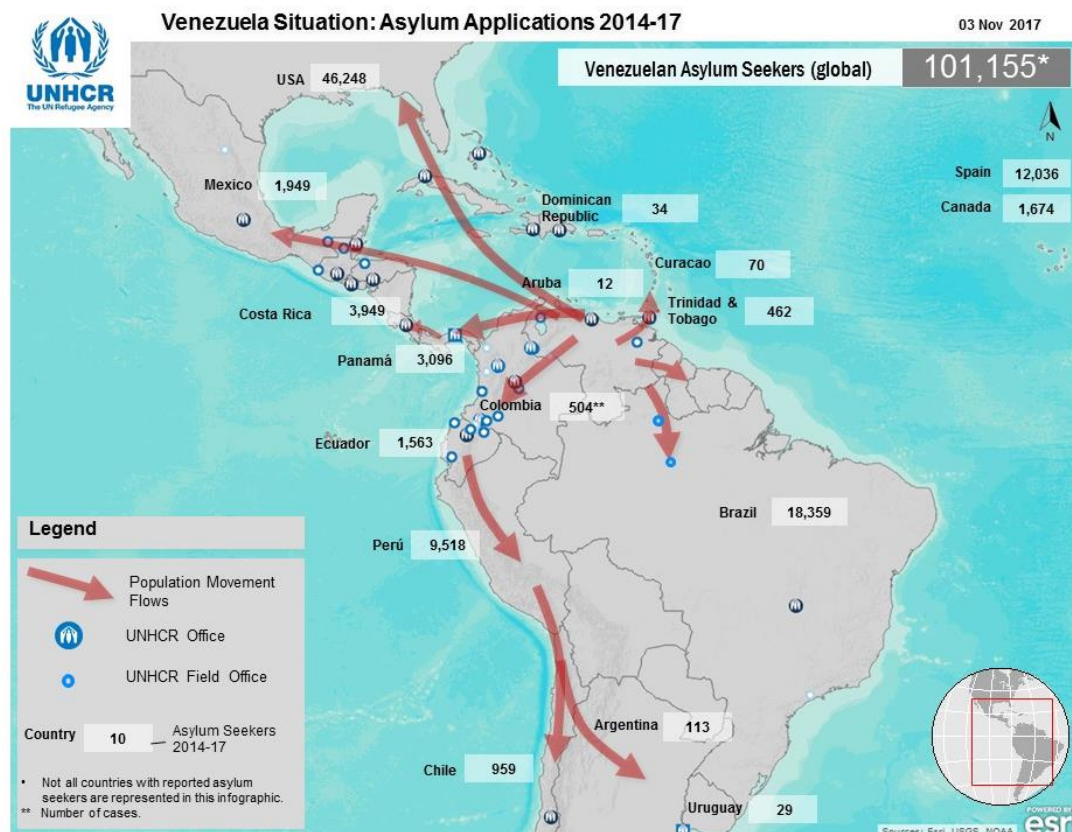 Venezuela Situation: Asylum Applications 2014-17
03 Nov 2017
UNHCR
The UN Refugee Agency
USA 46,248
Venezuelan Asylum Seekers (global) 101,155*
N
Spain 12,036
Canada 1,674
Mexico 1,949
Dominican
Republic
34
Curacao 70
Aruba 12
Trinidad &
Tobago
462
Costa Rica 3,949
Panamá 3,096
Colombia 504**
Ecuador 1,563
Brazil 18,359
Perú 9,518
Argentina 113
Chile 959
Uruguay 29
Legend
Population Movement
Flows
UNHCR Office
UNHCR Field Office
Country 10 Asylum Seekers
2014-17
• Not all countries with reported asylum
seekers are represented in this infographic.
** Number of cases.
POWERED BY
esri
Sources: Esri, USGS, NOAA